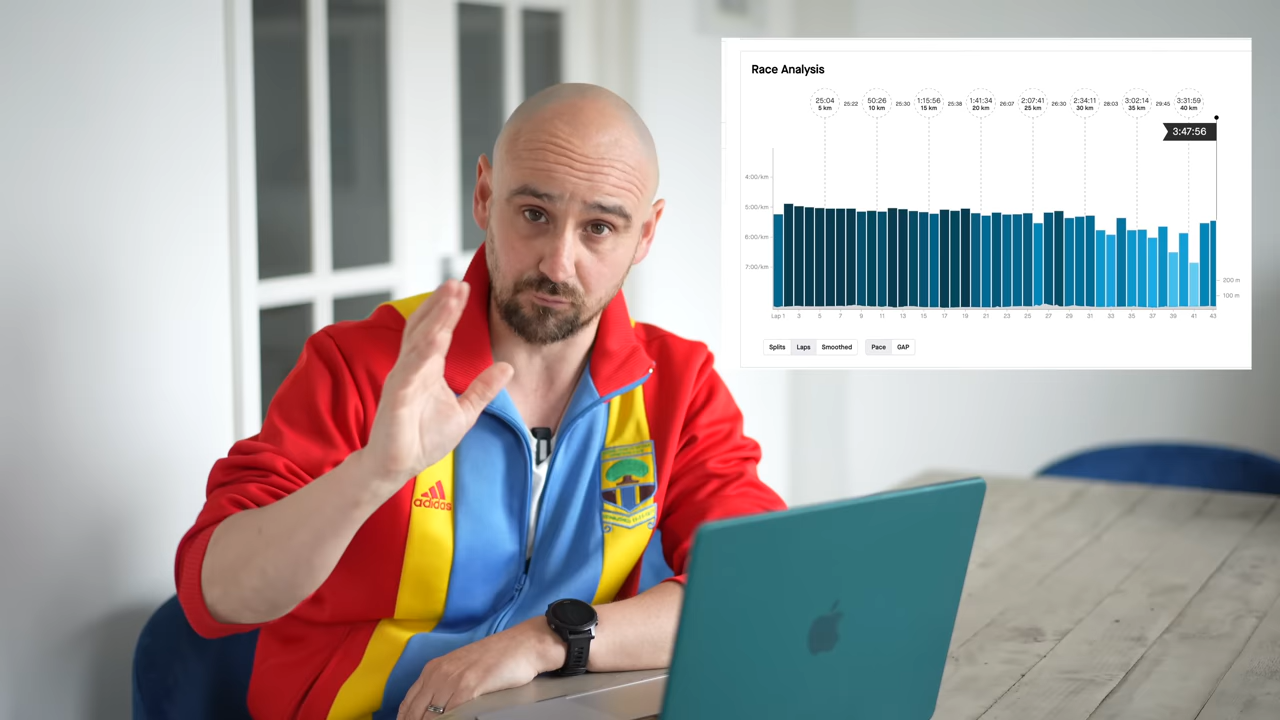 Race Analysis
25:04 25:22 50:26 25:30 1:15:56 25:38 1:41:34 26:07 2:07:41 26:30 2:34:11 28:03 3:02:14 29:45 3:31:59
5 km 10 km 15 km 20 km 25 km 30 km 35 km 40 km
3:47:56
4:00/km
5:00/km
6:00/km
7:00/km
200 m
100 m
Lap 1 3 5 7 9 11 13 15 17 19 21 23 25 27 29 31 33 35 37 39 41 43
Splits Laps Smoothed Pace GAP
adidas